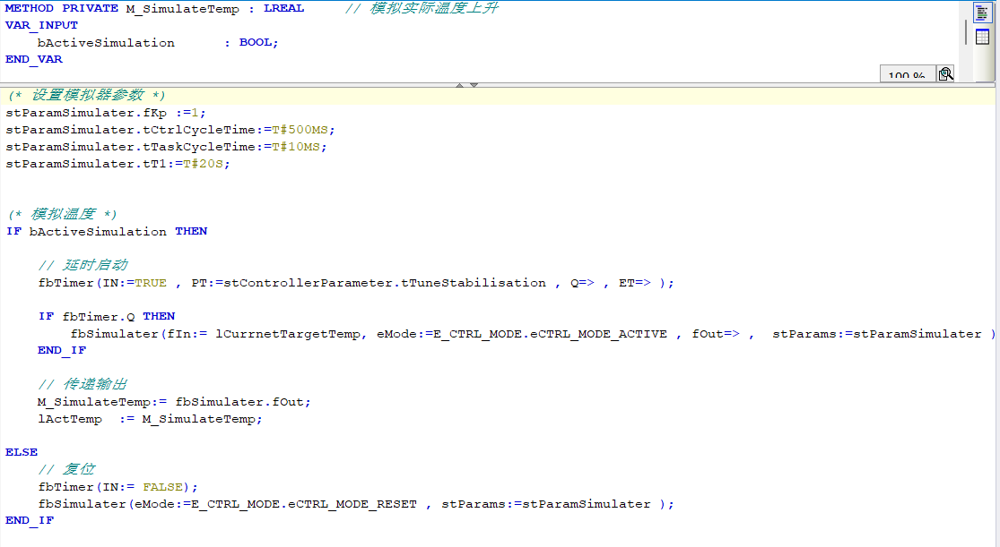 METHOD PRIVATE M_SimulateTemp : LREAL // 模拟实际温度上升
VAR_INPUT
bActiveSimulation : BOOL;
END_VAR
100 %
(* 设置模拟器参数 *)
stParamSimulater.fKp :=1;
stParamSimulater.tCtrlCycleTime:=T#500MS;
stParamSimulater.tTaskCycleTime:=T#10MS;
stParamSimulater.tT1:=T#20S;
(* 模拟温度 *)
IF bActiveSimulation THEN
// 延时启动
fbTimer(IN:=TRUE , PT:=stControllerParameter.tTuneStabilisation , Q=> , ET=> );
IF fbTimer.Q THEN
fbSimulater(fIn:= lCurrnetTargetTemp, eMode:=E_CTRL_MODE.eCTRL_MODE_ACTIVE , fOut=> , stParams:=stParamSimulater )
END_IF
// 传递输出
M_SimulateTemp:= fbSimulater.fOut;
lActTemp := M_SimulateTemp;
ELSE
// 复位
fbTimer(IN:= FALSE);
fbSimulater(eMode:=E_CTRL_MODE.eCTRL_MODE_RESET , stParams:=stParamSimulater );
END_IF